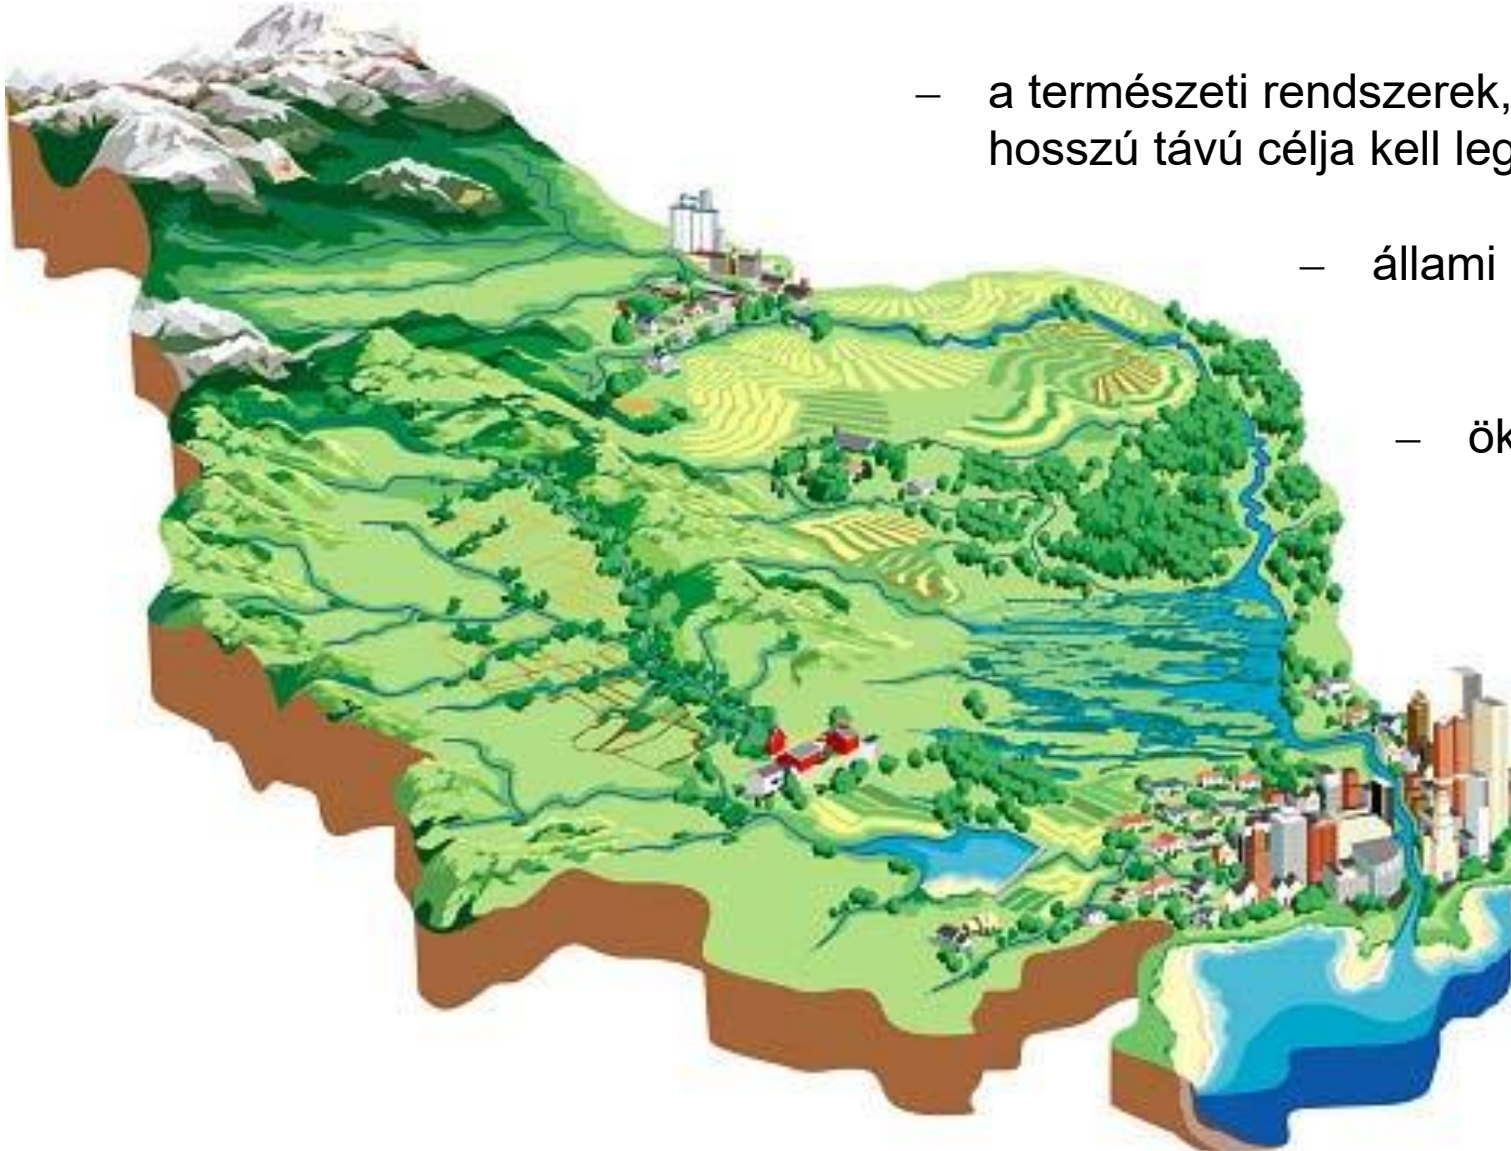 – a természeti rendszerek,
hosszú távú célja kell leg
– állami
– ök